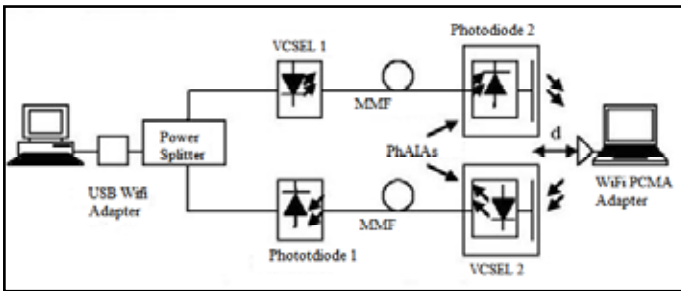 VCSEL 1
Photodiode 2
MMF
Power
Splitter
PhAIAs
d
USB Wifi
Adapter
WiFi PCMA
Adapter
MMF
Phototdiode 1
VCSEL 2